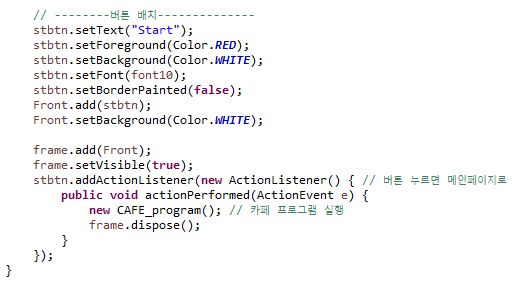 // --------버튼 배치--------------
stbtn.setText("Start");
stbtn.setForeground(Color.RED);
stbtn.setBackground(Color.WHITE);
stbtn.setFont(font10);
stbtn.setBorderPainted(false);
Front.add(stbtn);
Front.setBackground(Color.WHITE);
frame.add(Front);
frame.setVisible(true);
stbtn.addActionListener(new ActionListener() { // 버튼 누르면 메인페이지로
public void actionPerformed(ActionEvent e) {
new CAFE_program(); // 카페 프로그램 실행
frame.dispose();
}
});
}